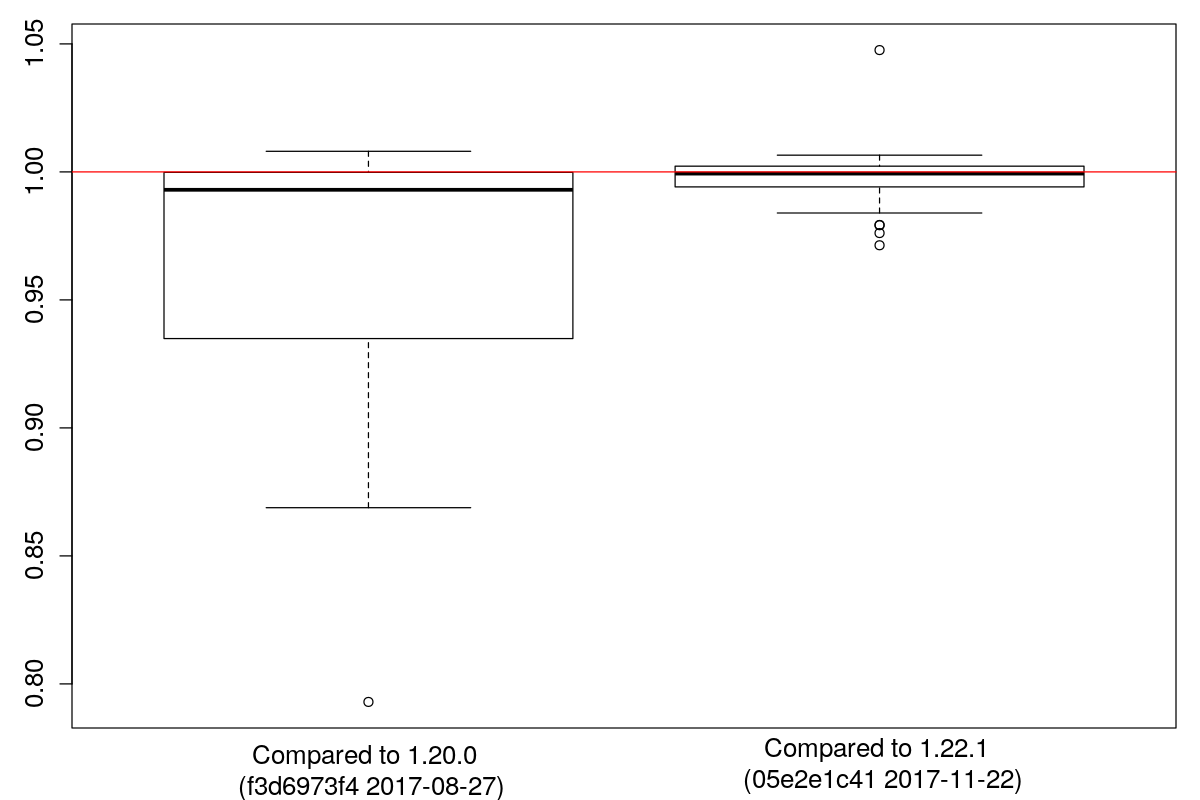 1.05
1.00
0.95
0.90
0.85
0.80
Compared to 1.20.0
(f3d6973f4 2017-08-27)
Compared to 1.22.1
(05e2e1c41 2017-11-22)